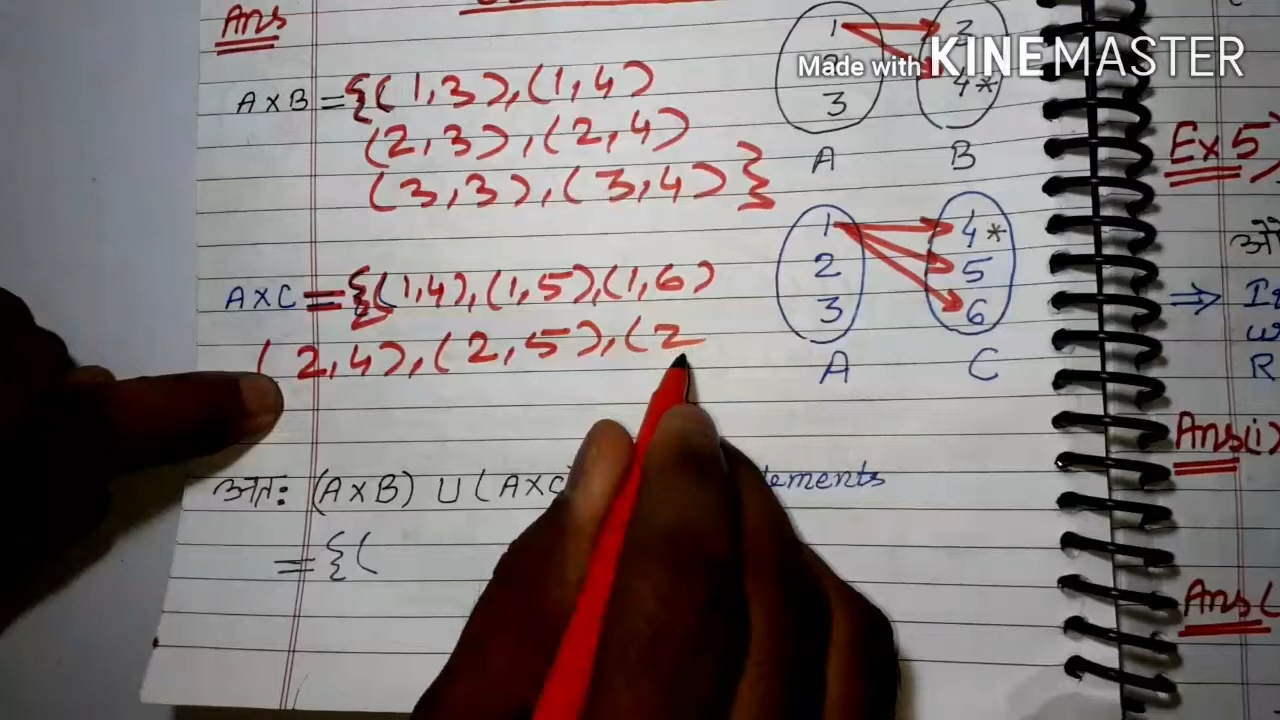 Ans
Made with KINEMASTER
A×B={(1,3),(1,4)
(2,3),(2,4)
(3,3),(3,4)}
1
3
3
4*
A
B
A×C={(1,4),(1,5),(1,6)
(2,4),(2,5),(2
1
2
3
4*
5
6
A
C
अतः (A×B) ∪ (A×C
={(
Ex 5
⇒
R
Ans(i)
Ans(